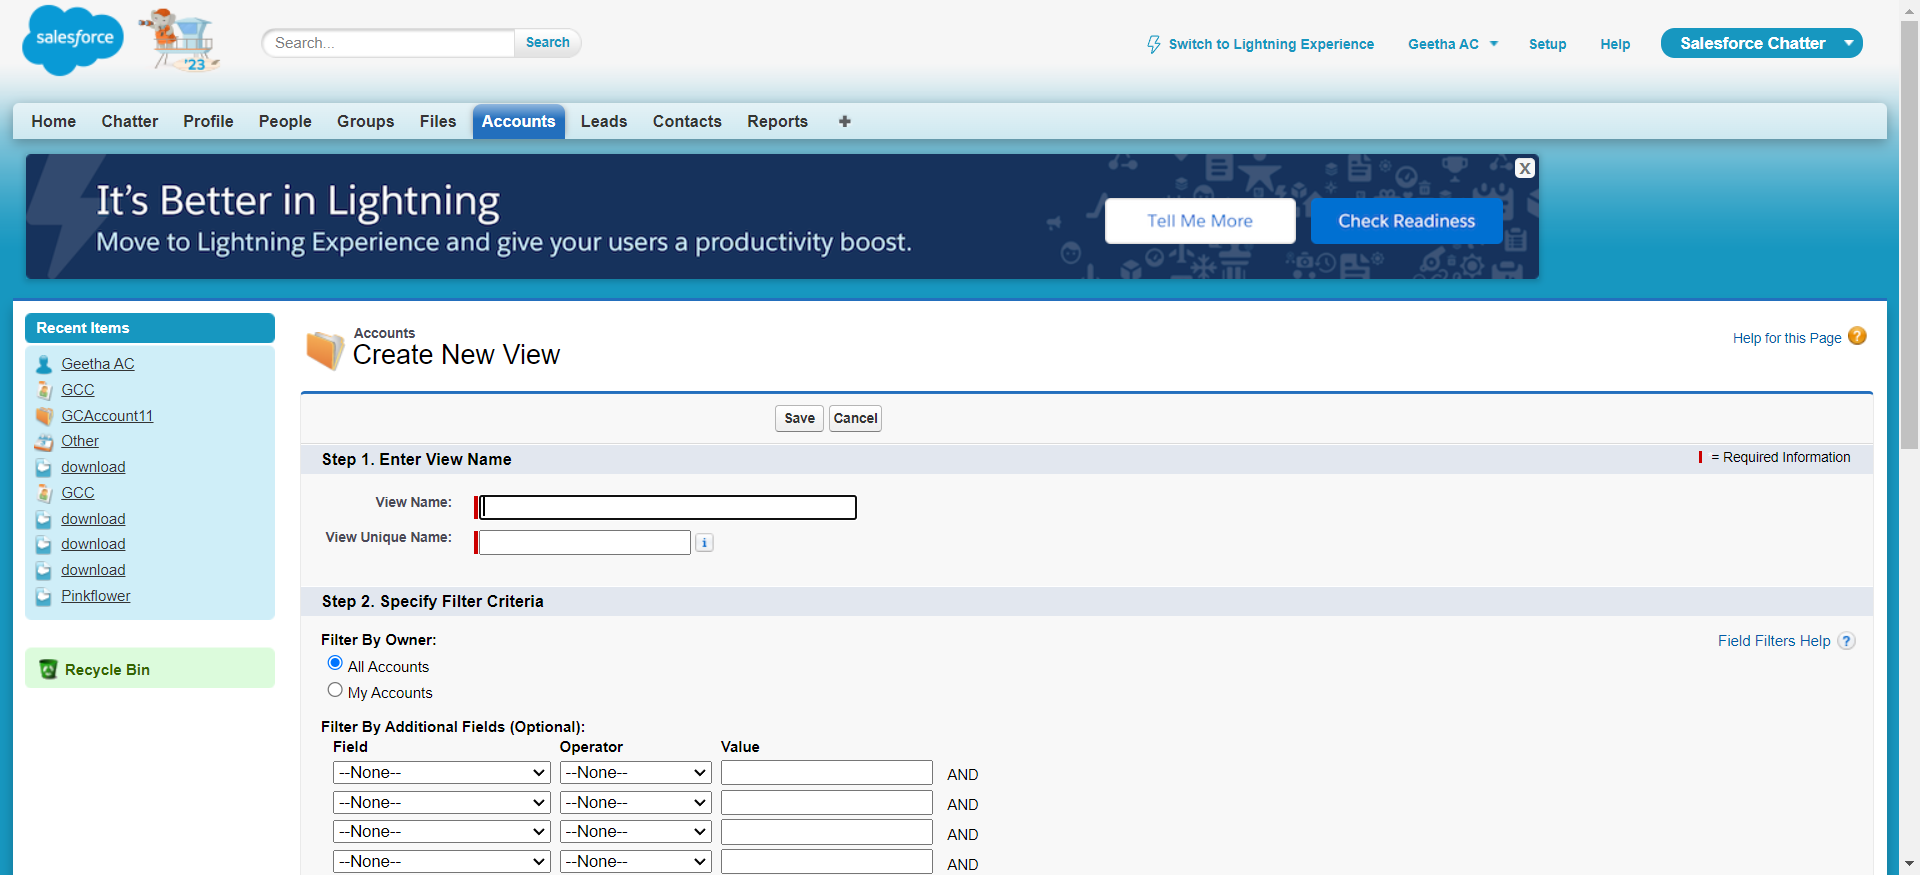 salesforce
'23
Search...
Search
Switch to Lightning Experience
Geetha AC
Setup
Help
Salesforce Chatter
Home
Chatter
Profile
People
Groups
Files
Accounts
Leads
Contacts
Reports
It's Better in Lightning
Move to Lightning Experience and give your users a productivity boost.
Tell Me More
Check Readiness
X
Recent Items
Geetha AC
GCC
GCAccount11
Other
download
GCC
download
download
download
Pinkflower
Recycle Bin
Accounts
Create New View
Help for this Page ?
Save
Cancel
Step 1. Enter View Name
= Required Information
View Name:
View Unique Name:
i
Step 2. Specify Filter Criteria
Filter By Owner:
Field Filters Help ?
All Accounts
My Accounts
Filter By Additional Fields (Optional):
Field Operator Value
--None-- --None-- AND
--None-- --None-- AND
--None-- --None-- AND
--None-- --None-- AND